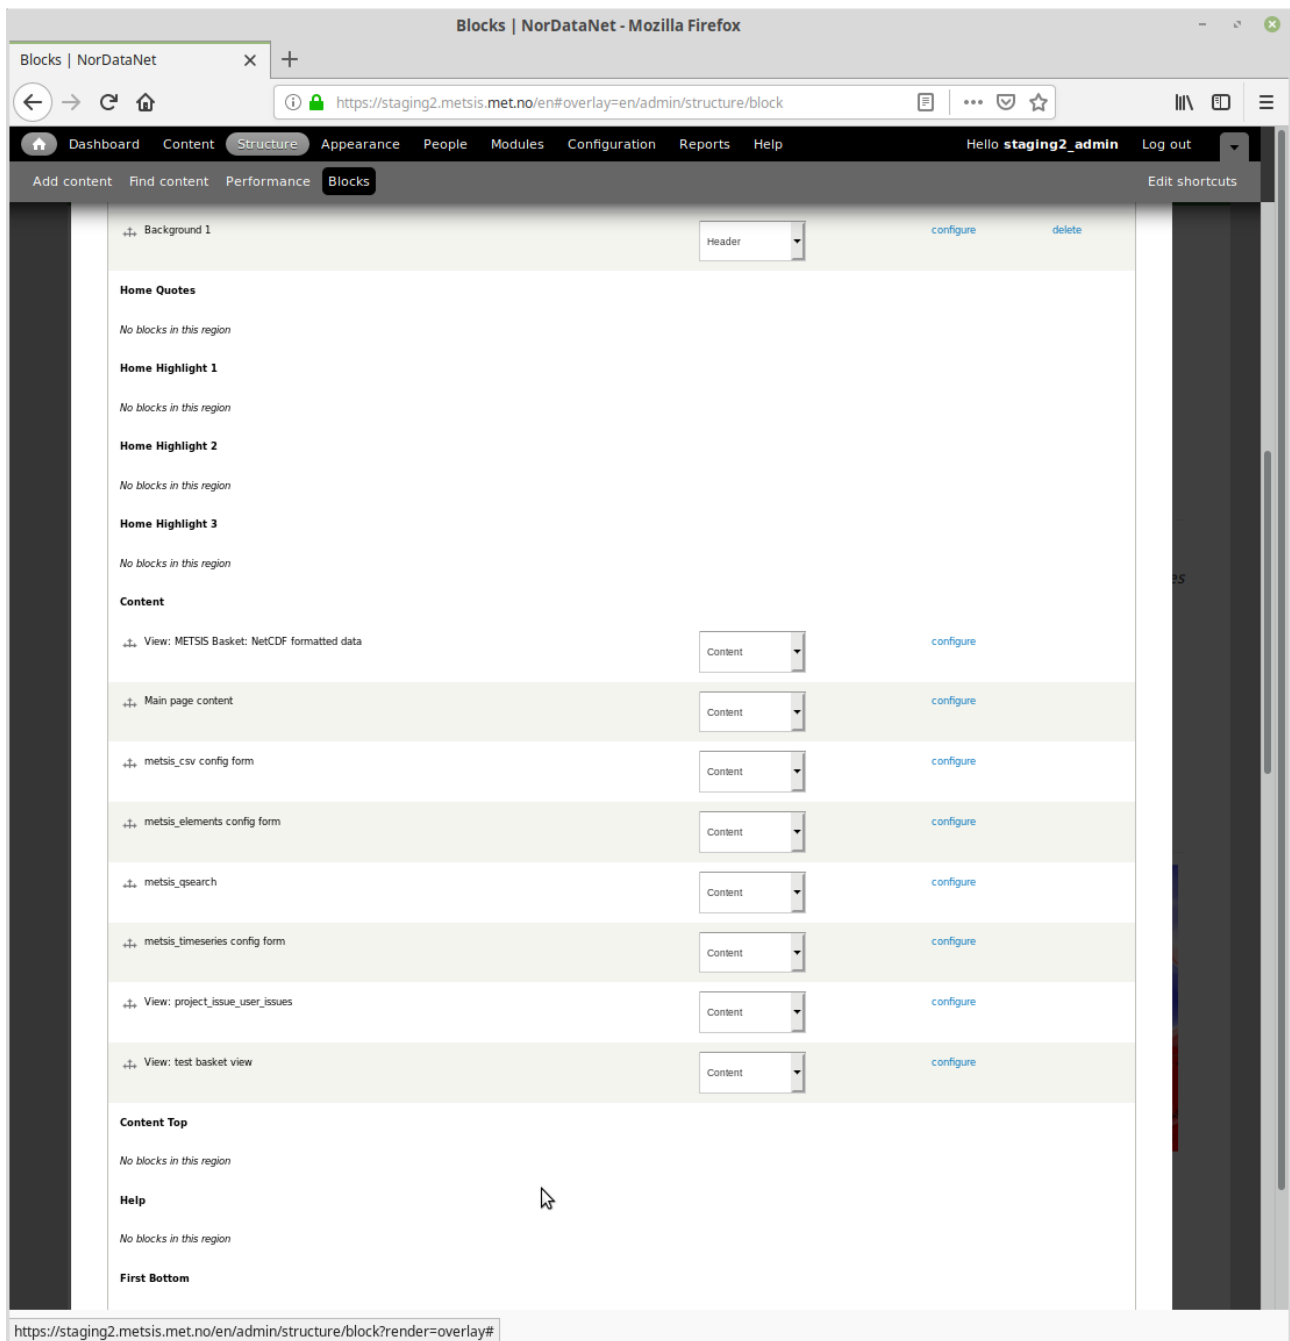 Blocks | NorDataNet - Mozilla Firefox
Blocks | NorDataNet
https://staging2.metsis.met.no/en#overlay=en/admin/structure/block
Dashboard Content Structure Appearance People Modules Configuration Reports Help Hello staging2_admin Log out
Add content Find content Performance Blocks Edit shortcuts
Background 1 Header configure delete
Home Quotes
No blocks in this region
Home Highlight 1
No blocks in this region
Home Highlight 2
No blocks in this region
Home Highlight 3
No blocks in this region
es
Content
View: METSIS Basket: NetCDF formatted data Content configure
Main page content Content configure
metsis_csv config form Content configure
metsis_elements config form Content configure
metsis_qsearch Content configure
metsis_timeseries config form Content configure
View: project_issue_user_issues Content configure
View: test basket view Content configure
Content Top
No blocks in this region
Help
No blocks in this region
First Bottom
https://staging2.metsis.met.no/en/admin/structure/block?render=overlay#